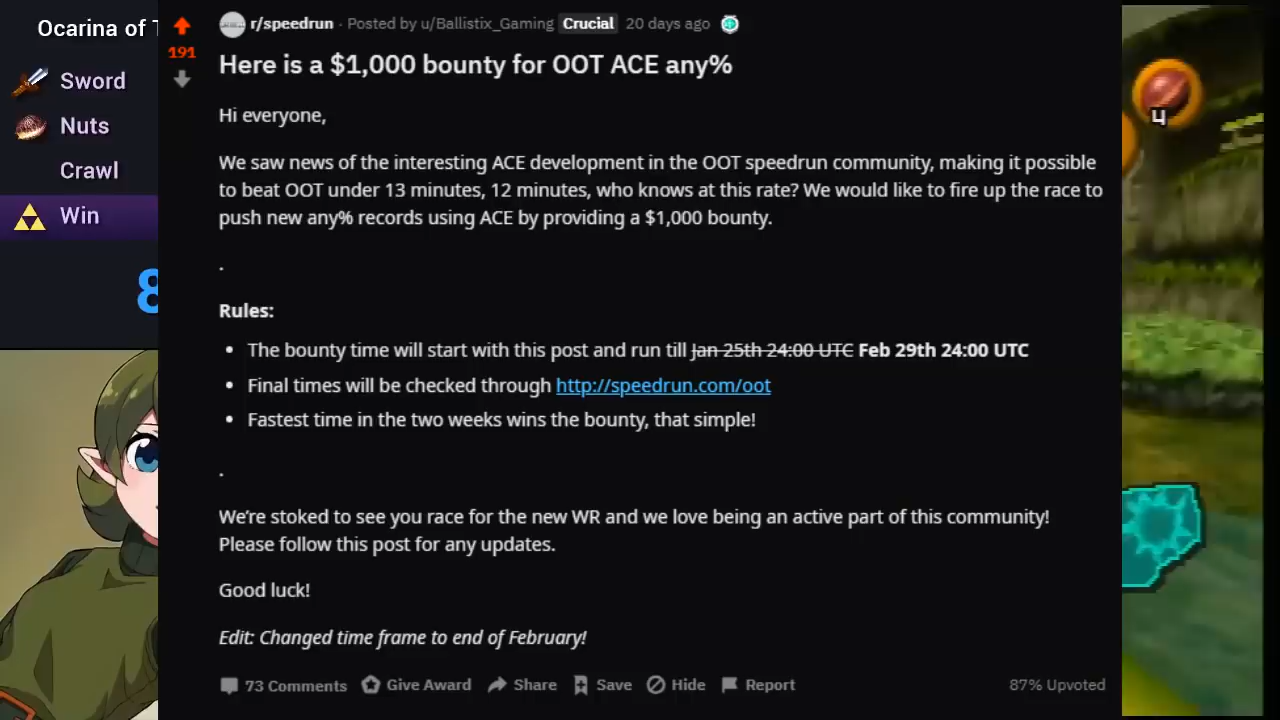 Ocarina of T
Sword
Nuts
Crawl
Win
8
191
r/speedrun · Posted by u/Ballistix_Gaming Crucial 20 days ago
Here is a $1,000 bounty for OOT ACE any%
Hi everyone,
We saw news of the interesting ACE development in the OOT speedrun community, making it possible
to beat OOT under 13 minutes, 12 minutes, who knows at this rate? We would like to fire up the race to
push new any% records using ACE by providing a $1,000 bounty.
.
Rules:
• The bounty time will start with this post and run till Jan 25th 24:00 UTC Feb 29th 24:00 UTC
• Final times will be checked through http://speedrun.com/oot
• Fastest time in the two weeks wins the bounty, that simple!
.
We're stoked to see you race for the new WR and we love being an active part of this community!
Please follow this post for any updates.
Good luck!
Edit: Changed time frame to end of February!
73 Comments Give Award Share Save Hide Report 87% Upvoted
4